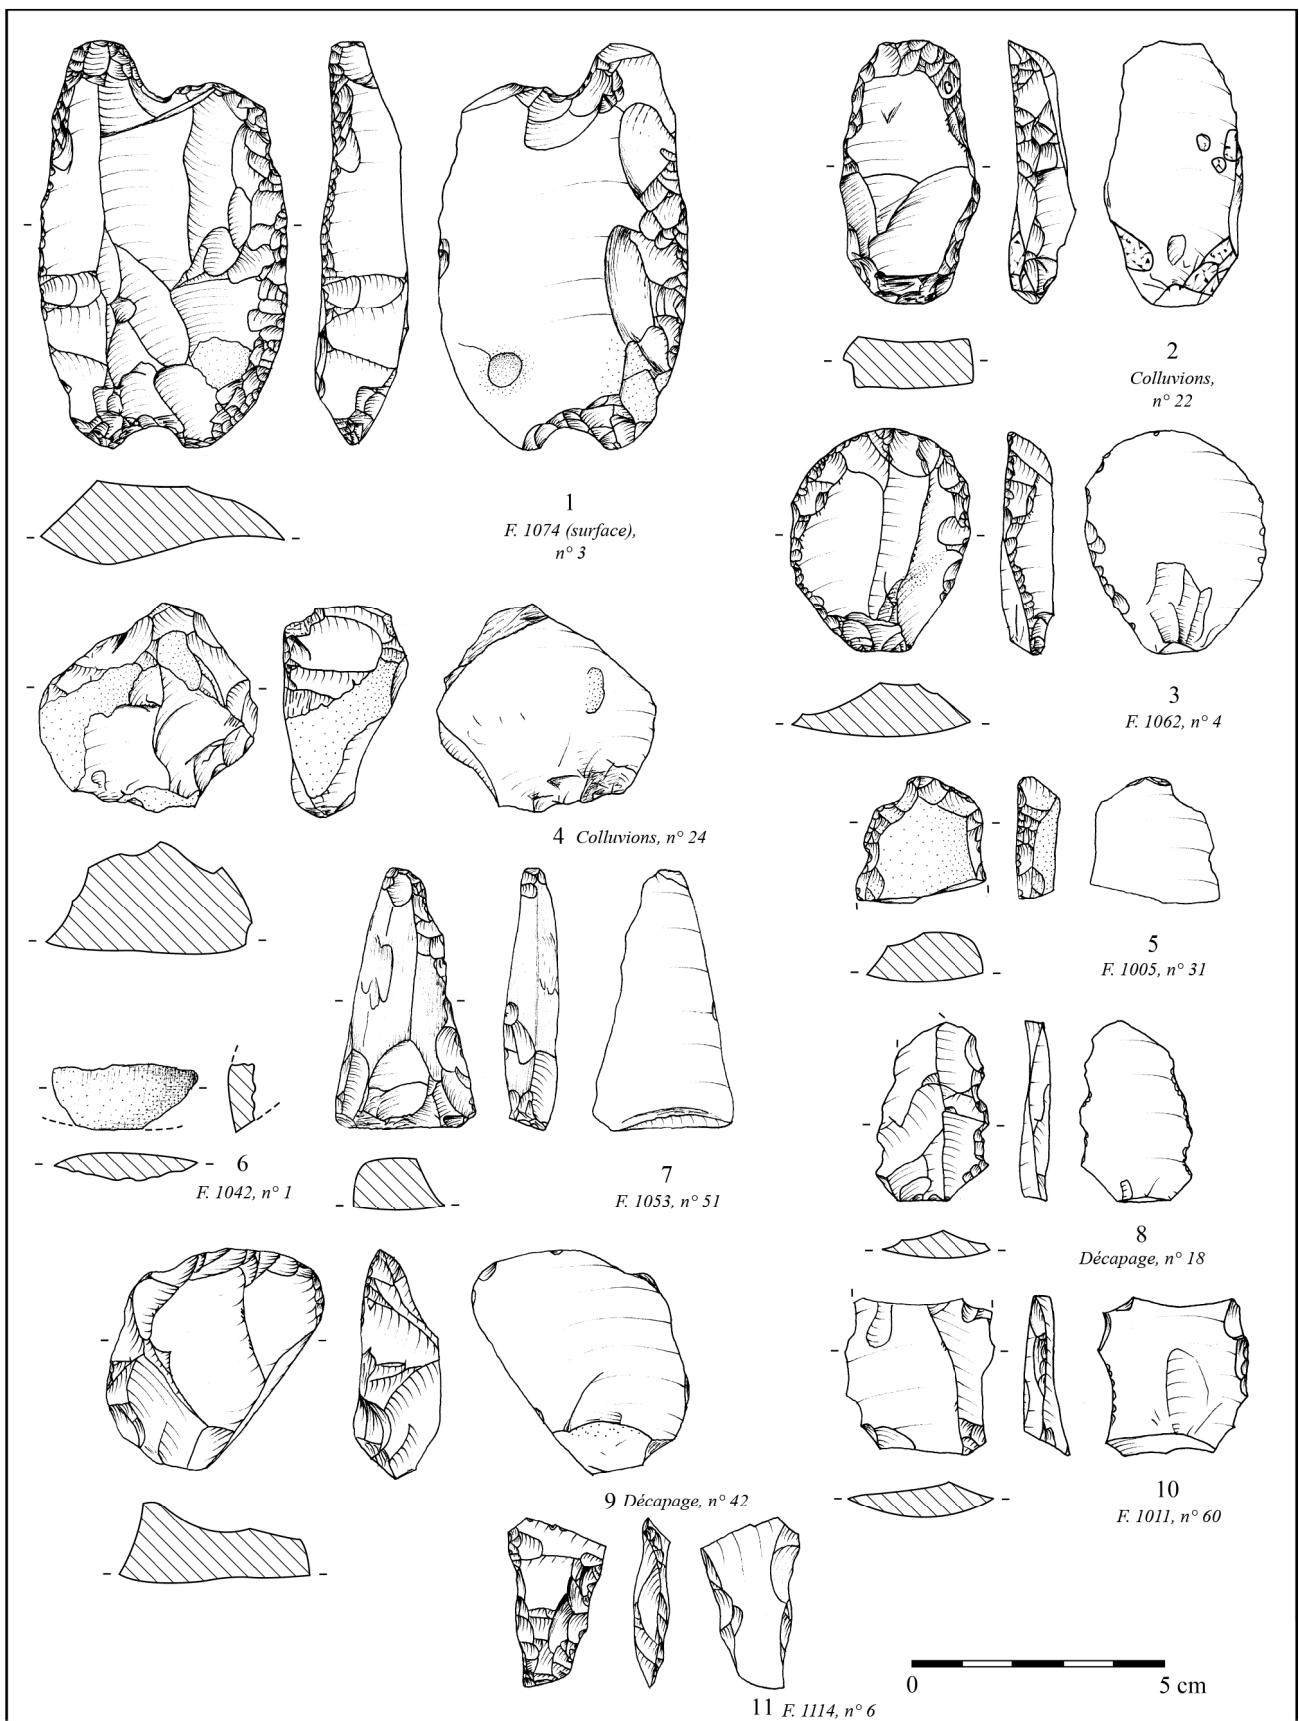 1
F. 1074 (surface),
n° 3
2
Colluvions,
n° 22
3
F. 1062, n° 4
4 Colluvions, n° 24
5
F. 1005, n° 31
6
F. 1042, n° 1
7
F. 1053, n° 51
8
Décapage, n° 18
9 Décapage, n° 42
10
F. 1011, n° 60
11 F. 1114, n° 6
0 5 cm